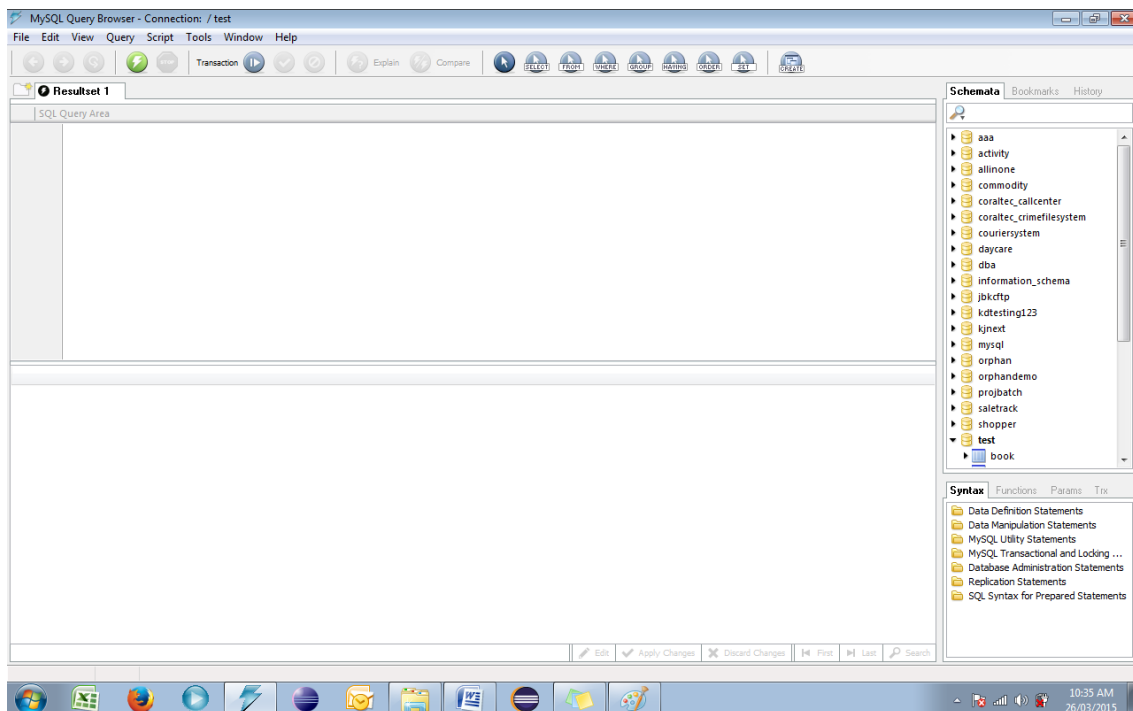 MySQL Query Browser - Connection: / test
File Edit View Query Script Tools Window Help
Transaction Explain Compare SELECT FROM WHERE GROUP HAVING ORDER SET CREATE
Resultset 1
SQL Query Area
Schemata Bookmarks History
aaa
activity
allinone
commodity
coraltec_callcenter
coraltec_crimefilesystem
couriersystem
daycare
dba
information_schema
jbkcftp
kdtesting123
kjnext
mysql
orphan
orphandemo
projbatch
saletrack
shopper
test
book
Syntax Functions Params Trx
Data Definition Statements
Data Manipulation Statements
MySQL Utility Statements
MySQL Transactional and Locking ...
Database Administration Statements
Replication Statements
SQL Syntax for Prepared Statements
Edit Apply Changes Discard Changes First Last Search
10:35 AM
26/03/2015